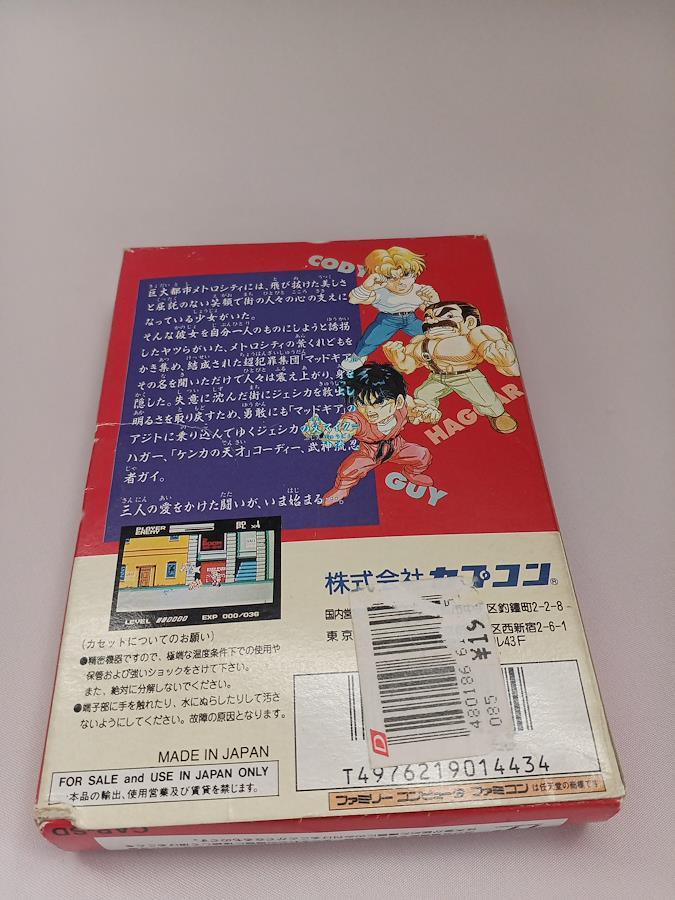 CODY
HAGGAR
GUY
巨大都市メトロシティには、飛び抜けた美しさ
と屈託のない笑顔で街の人々の心の支えに
なっている少女がいた。
そんな彼女を自分一人のものにしようと誘拐
したヤツらがいた。メトロシティの荒くれどもを
かき集め、結成された超犯罪集団「マッドギア」
その名を聞いただけで人々は震え上がり、身を
隠した。失意に沈んだ街にジェシカを救出し
明るさを取り戻すため、勇敢にも「マッドギア」の
アジトに乗り込んでゆくジェシカの
ハガー、「ケンカの天才」コーディー、武神流忍
者ガイ。
三人の愛をかけた闘いが、いま始まる
PLAYER
ENEMY
×4
LEVEL
EXP 000/036
(カセットについてのお願い)
●精密機器ですので、極端な温度条件下での使用や
保管および強いショックをさけて下さい。
また、絶対に分解しないでください。
●端子部に手を触れたり、水にぬらしたりして汚さ
ないようにしてください。故障の原因となります。
MADE IN JAPAN
FOR SALE and USE IN JAPAN ONLY
本品の輸出、使用営業及び賃貸を禁じます。
株式会社カプコン®
国内営
区釣鐘町2-2-8
東京
区西新宿2-6-1
ル43F
480186
085
D
T4976219014434
ファミリーコンピュータ ファミコンは任天堂の商標です。
CAP-SD